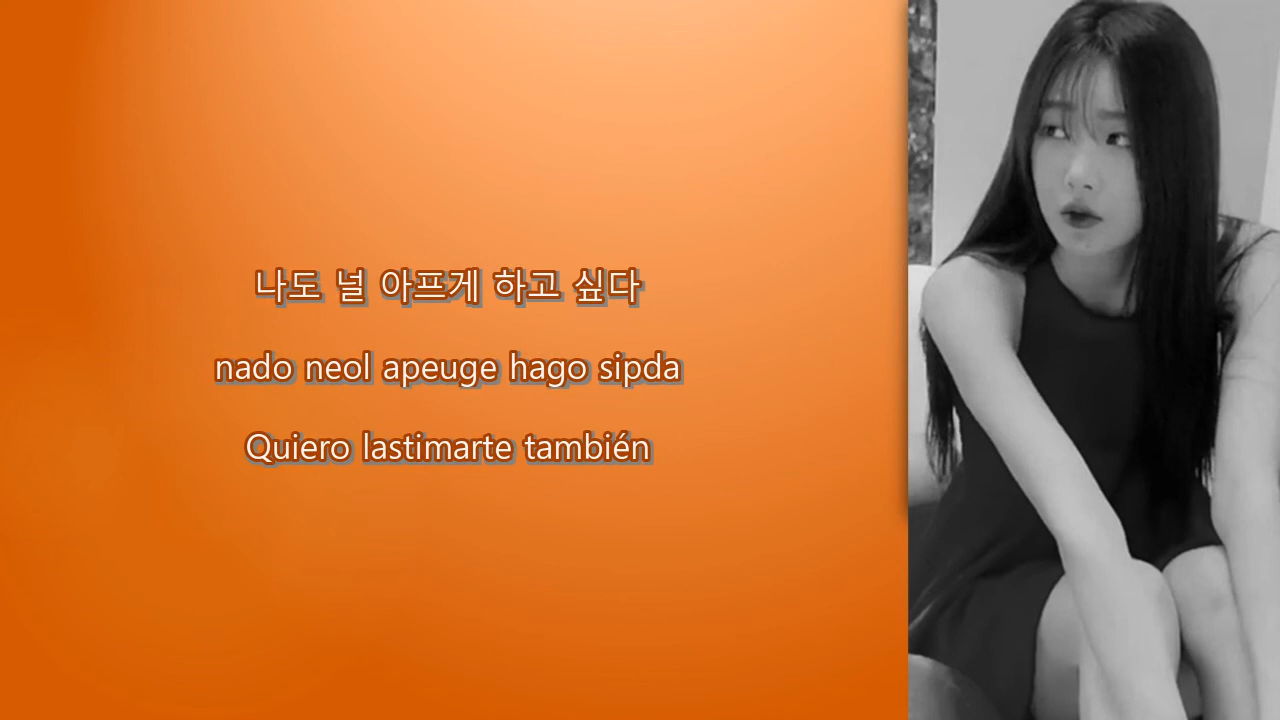 나도 널 아프게 하고 싶다
nado neol apeuge hago sipda
Quiero lastimarte también